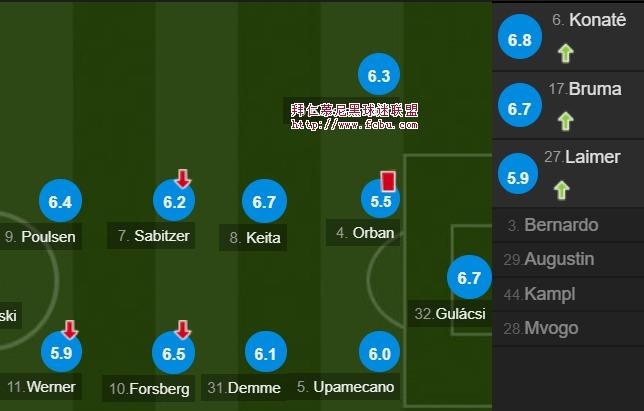 6.3
拜仁慕尼黑球迷联盟
http://www.fcbu.com
6.4
9. Poulsen
6.2
7. Sabitzer
6.7
8. Keita
5.5
4. Orban
6.7
32.Gulácsi
ski
5.9
11.Werner
6.5
10.Forsberg
6.1
31.Demme
6.0
5. Upamecano
6.8
6. Konaté
6.7
17.Bruma
5.9
27.Laimer
3. Bernardo
29.Augustin
44.Kampl
28.Mvogo